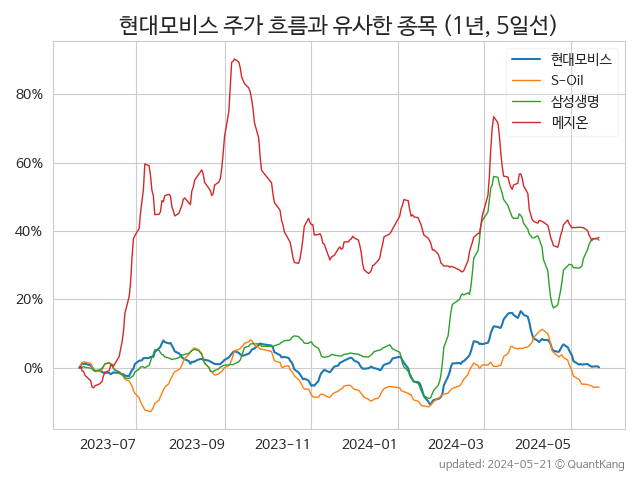 현대모비스 주가 흐름과 유사한 종목 (1년, 5일선)
현대모비스
S-Oil
삼성생명
메지온
80%
60%
40%
20%
0%
2023-07 2023-09 2023-11 2024-01 2024-03 2024-05
updated: 2024-05-21 © QuantKang